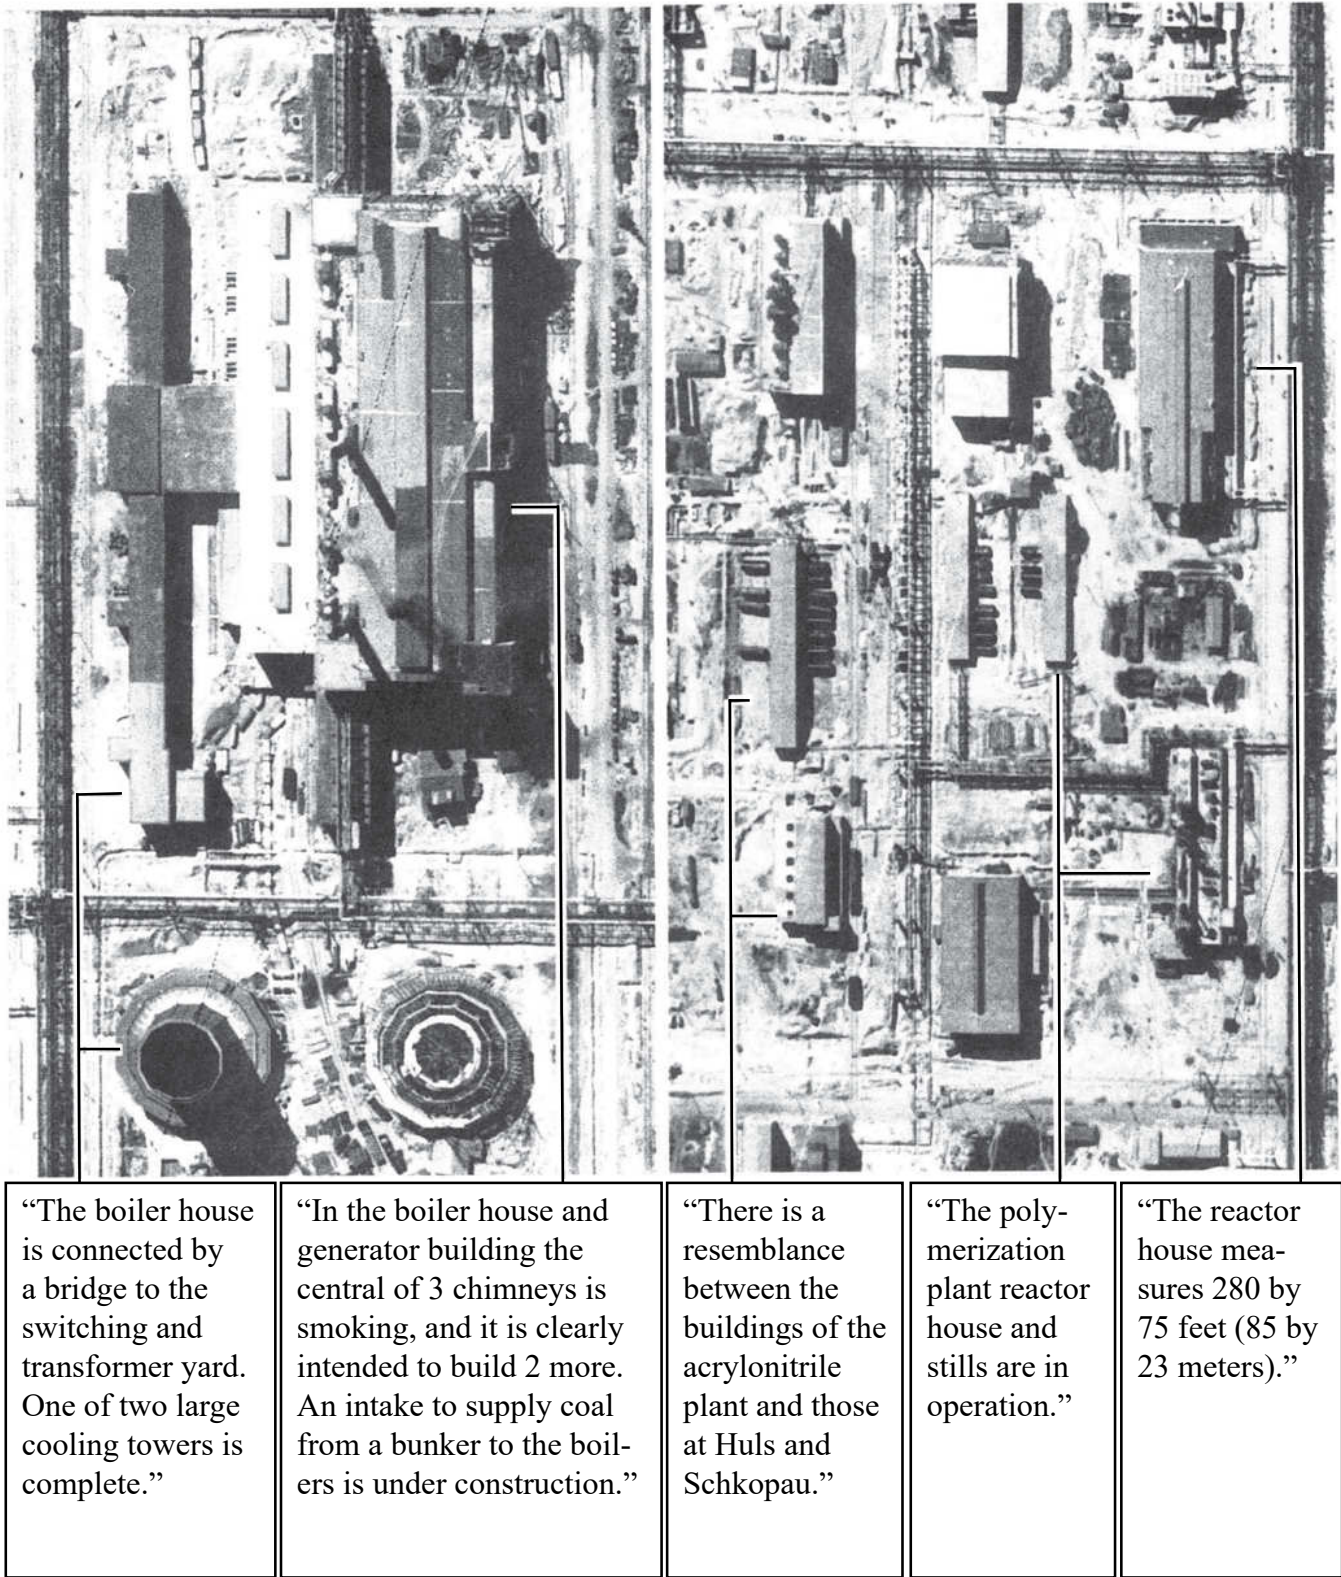 “The boiler house
is connected by
a bridge to the
switching and
transformer yard.
One of two large
cooling towers is
complete.”
“In the boiler house and
generator building the
central of 3 chimneys is
smoking, and it is clearly
intended to build 2 more.
An intake to supply coal
from a bunker to the boil-
ers is under construction.”
“There is a
resemblance
between the
buildings of the
acrylonitrile
plant and those
at Huls and
Schkopau.”
“The poly-
merization
plant reactor
house and
stills are in
operation.”
“The reactor
house mea-
sures 280 by
75 feet (85 by
23 meters).”